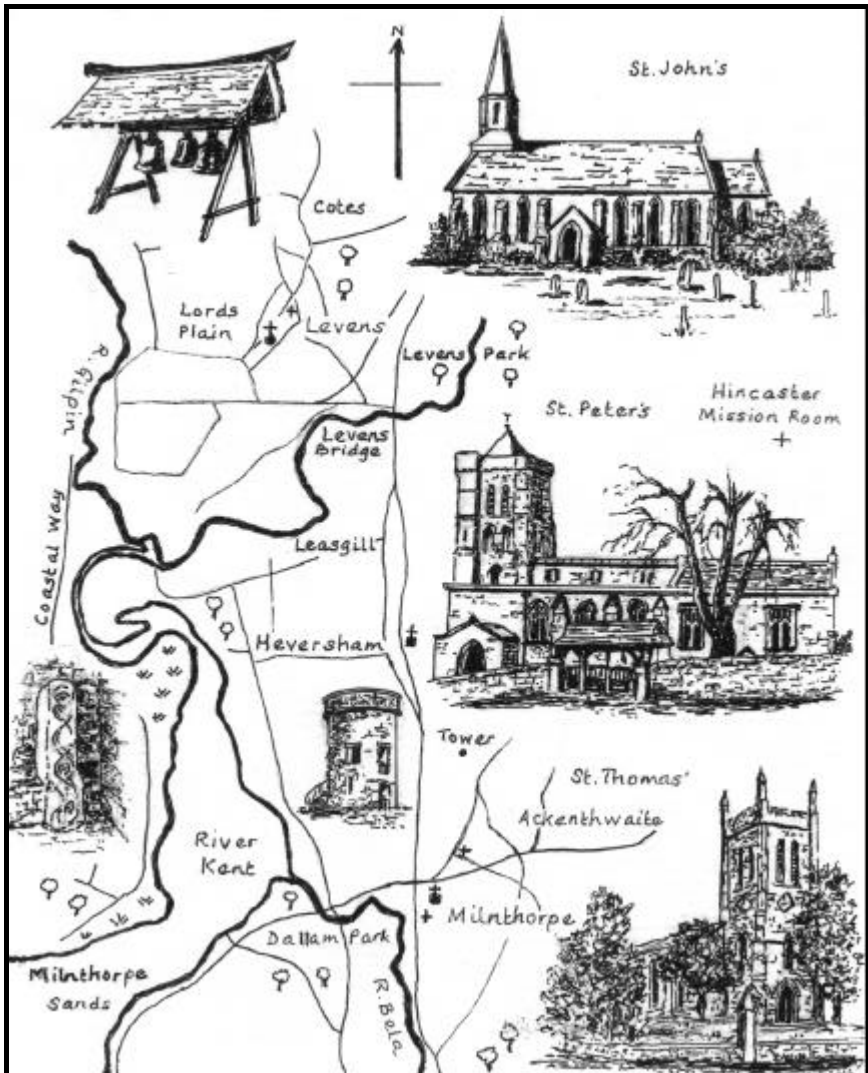 N
St. John's
Cotes
Lords
Plain
Levens
R. Gilpin
Levens Park
Hincaster
Mission Room
St. Peter's
Levens
Bridge
Coastal Way
Leasgill
Heversham
Tower
St. Thomas'
Ackenthwaite
River
Kent
Milnthorpe
Dallam Park
Milnthorpe
Sands
R. Bela